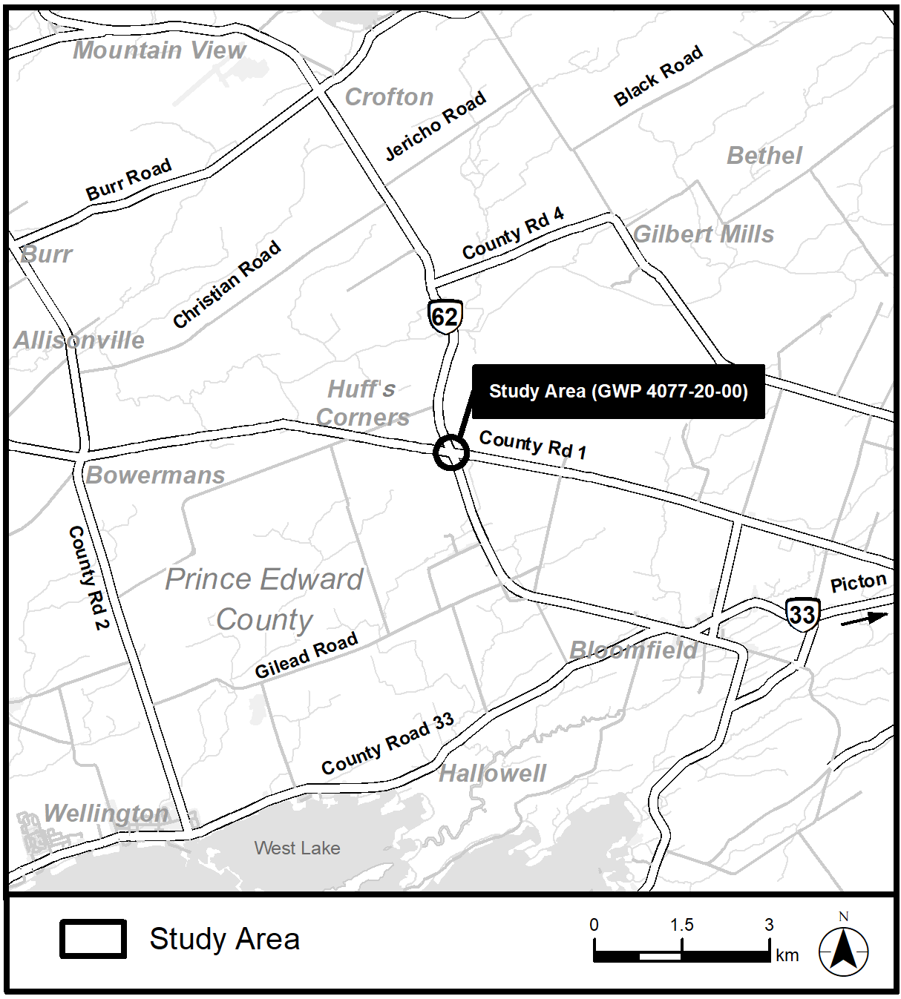 Mountain View
Crofton
Black Road
Jericho Road
Bethel
Burr Road
County Rd 4
Gilbert Mills
Burr
Christian Road
62
Allisonville
Huff's
Corners
Study Area (GWP 4077-20-00)
County Rd 1
Bowermans
County Rd 2
Prince Edward
County
Picton
33
Gilead Road
Bloomfield
County Road 33
Hallowell
Wellington
West Lake
Study Area
0 1.5 3
km
N